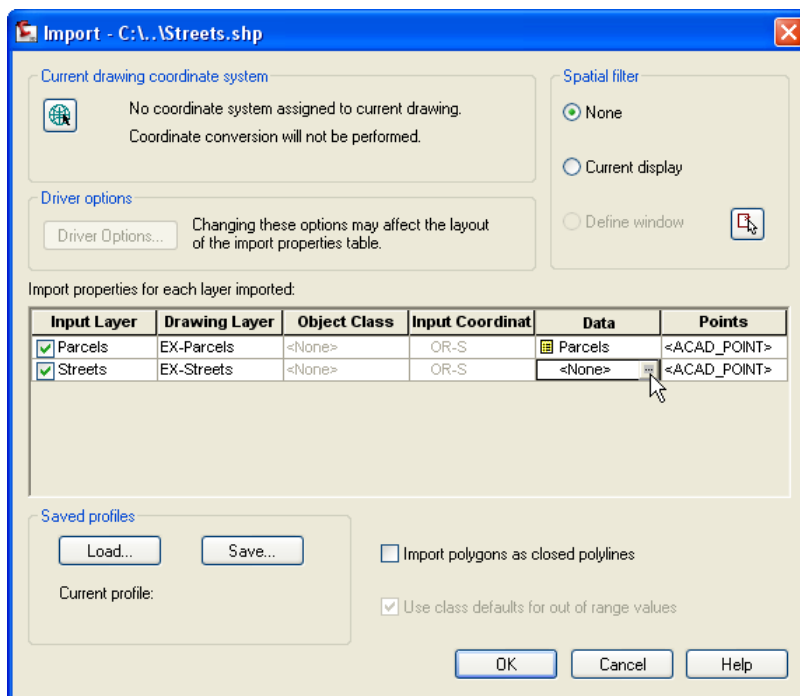 Import - C:\..\Streets.shp
Current drawing coordinate system
No coordinate system assigned to current drawing.
Coordinate conversion will not be performed.
Spatial filter
None
Current display
Define window
Driver options
Driver Options...
Changing these options may affect the layout
of the import properties table.
Import properties for each layer imported:
Input Layer Drawing Layer Object Class Input Coordinat Data Points
Parcels EX-Parcels <None> OR-S Parcels <ACAD_POINT>
Streets EX-Streets <None> OR-S <None> ... <ACAD_POINT>
Saved profiles
Load... Save...
Current profile:
Import polygons as closed polylines
Use class defaults for out of range values
OK Cancel Help